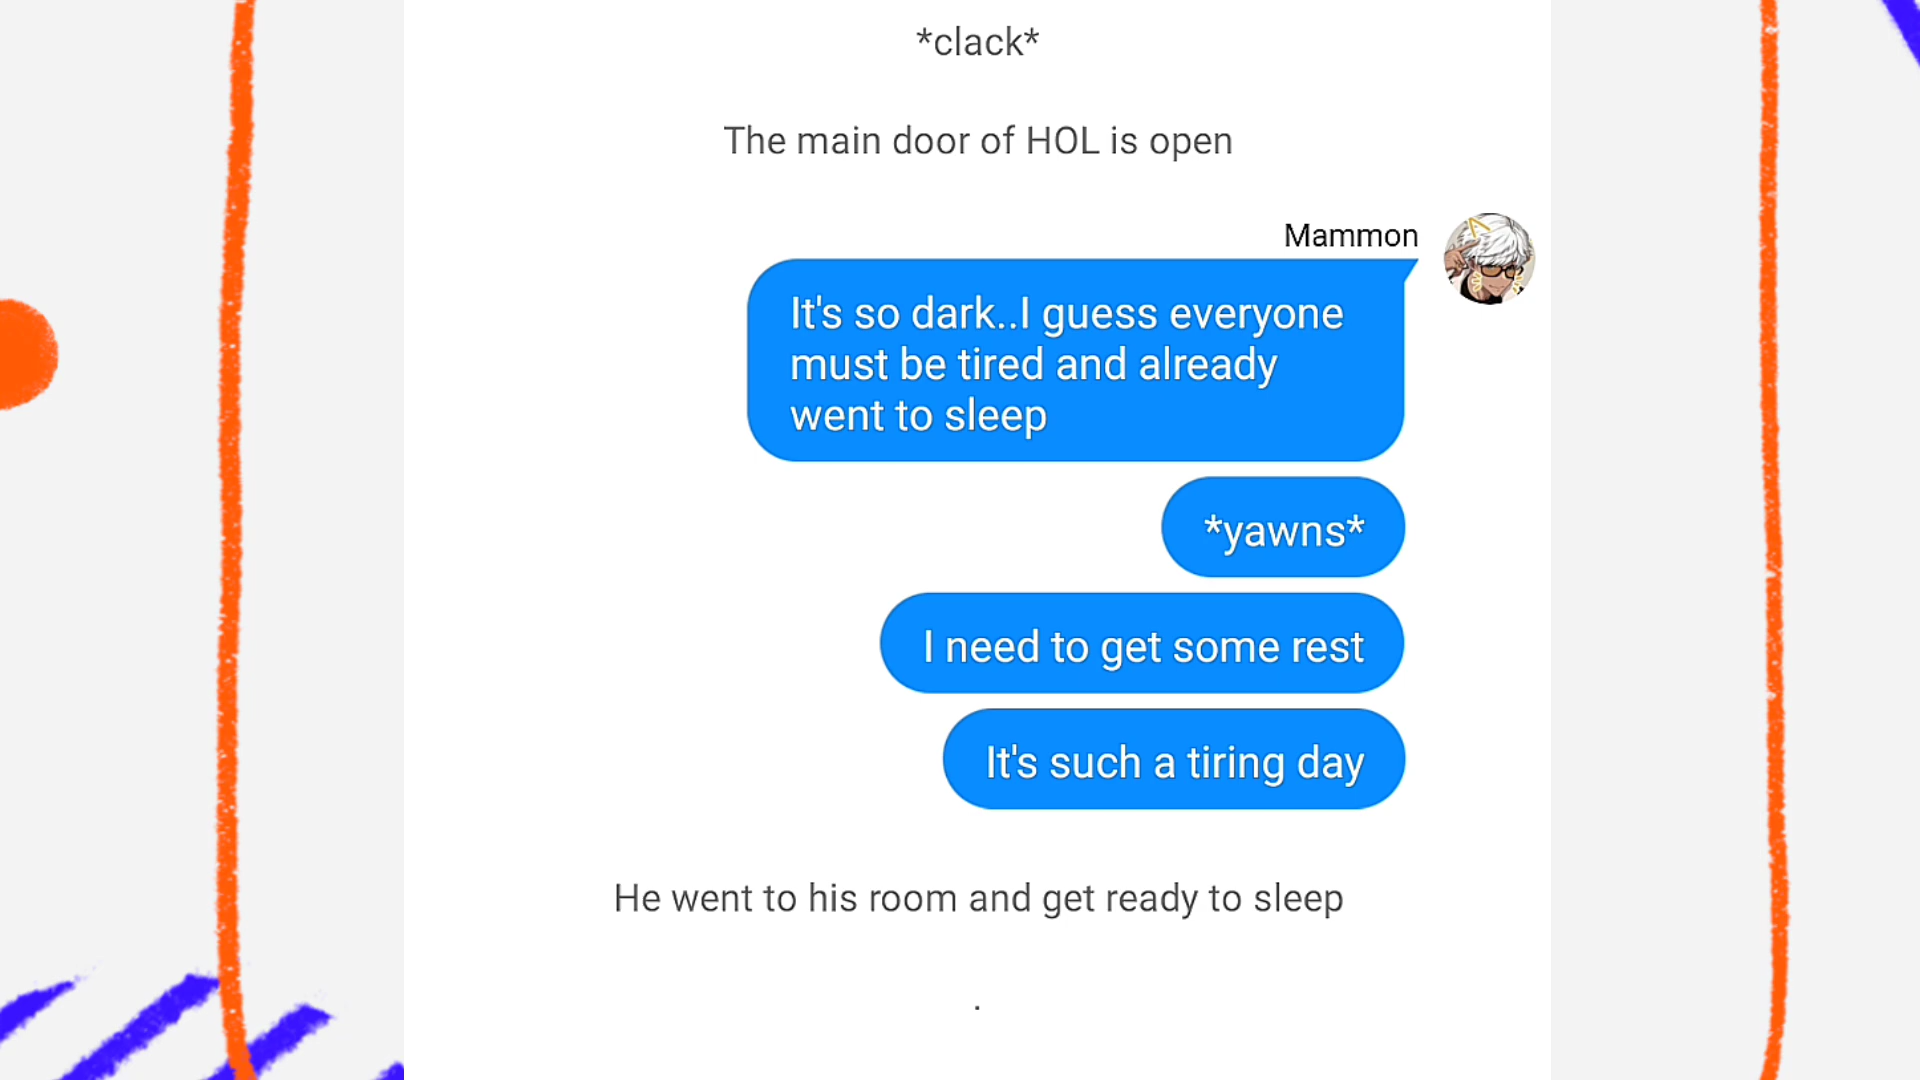 *clack*
The main door of HOL is open
Mammon
It's so dark..I guess everyone
must be tired and already
went to sleep
*yawns*
I need to get some rest
It's such a tiring day
He went to his room and get ready to sleep
.